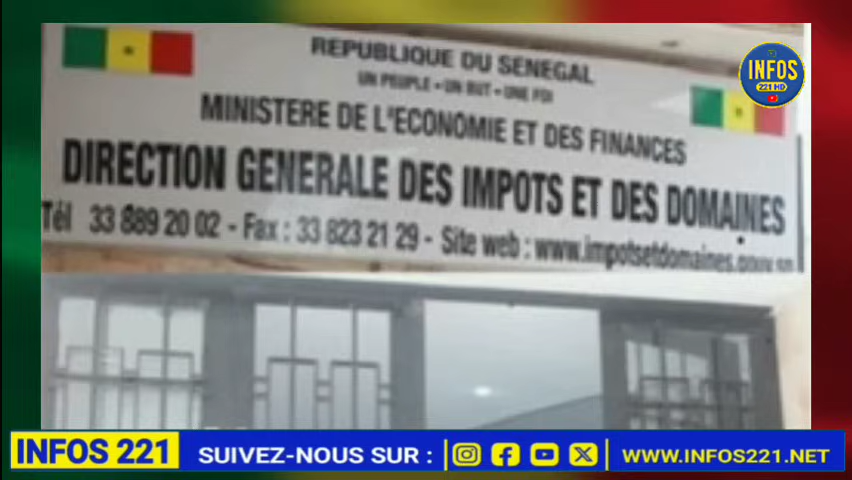 REPUBLIQUE DU SENEGAL
UN PEUPLE - UN BUT - UNE FOI
MINISTERE DE L'ECONOMIE ET DES FINANCES
DIRECTION GENERALE DES IMPOTS ET DES DOMAINES
Tél 33 889 20 02 - Fax : 33 823 21 29 - Site web : www.impotsetdomaines.gouv.sn
INFOS
221 HD
INFOS 221 SUIVEZ-NOUS SUR : WWW.INFOS221.NET